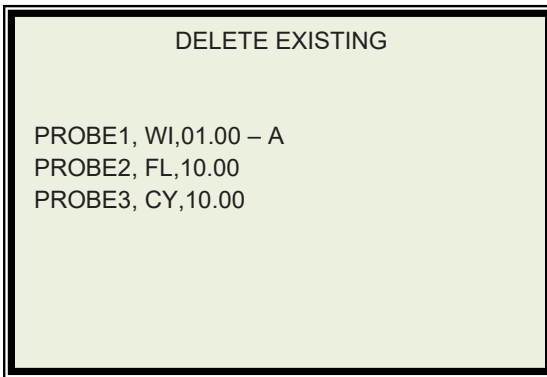 DELETE EXISTING
PROBE1, WI,01.00 – A
PROBE2, FL,10.00
PROBE3, CY,10.00